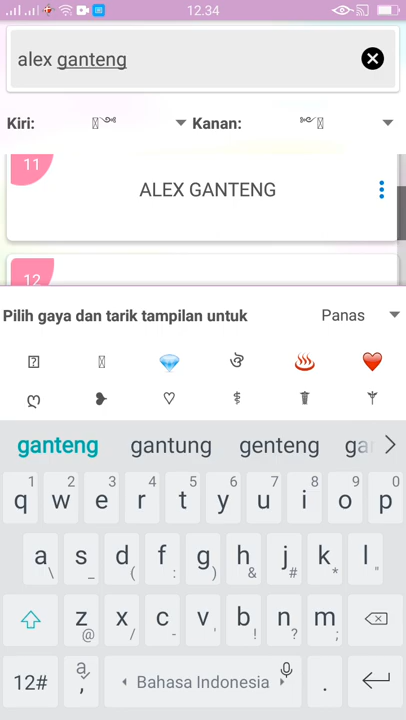 12.34
alex ganteng
Kiri: Kanan:
11
ALEX GANTENG
12
Pilih gaya dan tarik tampilan untuk Panas
ganteng gantung genteng
1 2 3 4 5 6 7 8 9 0
q w e r t y u i o p
a s d f g h j k l
\ _ ( : ) & # * "
z x c v b n m
@ / - ' ! ? ;
12# , Bahasa Indonesia .